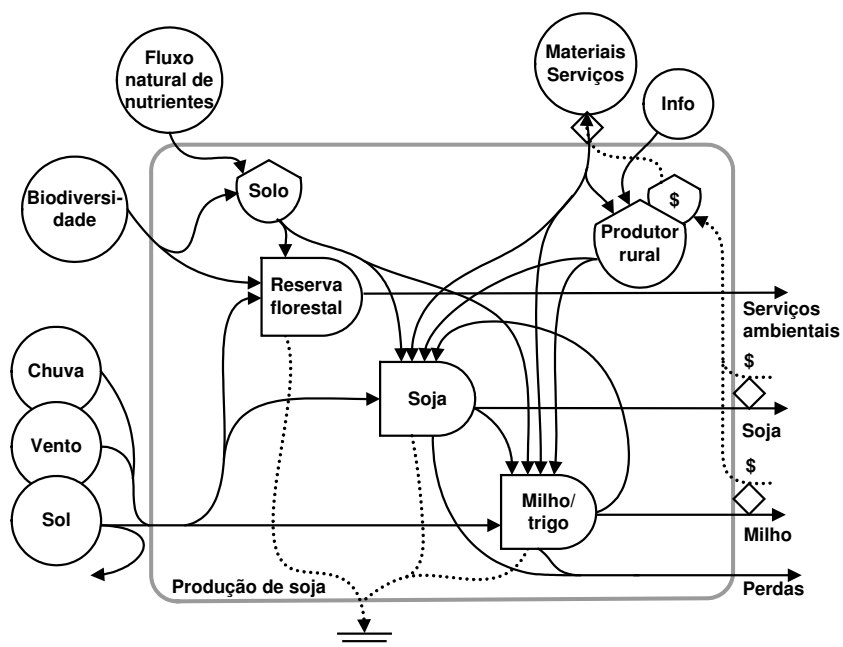 Fluxo
natural de
nutrientes
Materiais
Serviços
Info
Biodiversi-
dade
Solo
$
Produtor
rural
Reserva
florestal
Serviços
ambientais
Chuva
$
Soja
Soja
Vento
$
Milho/
trigo
Sol
Milho
Produção de soja
Perdas